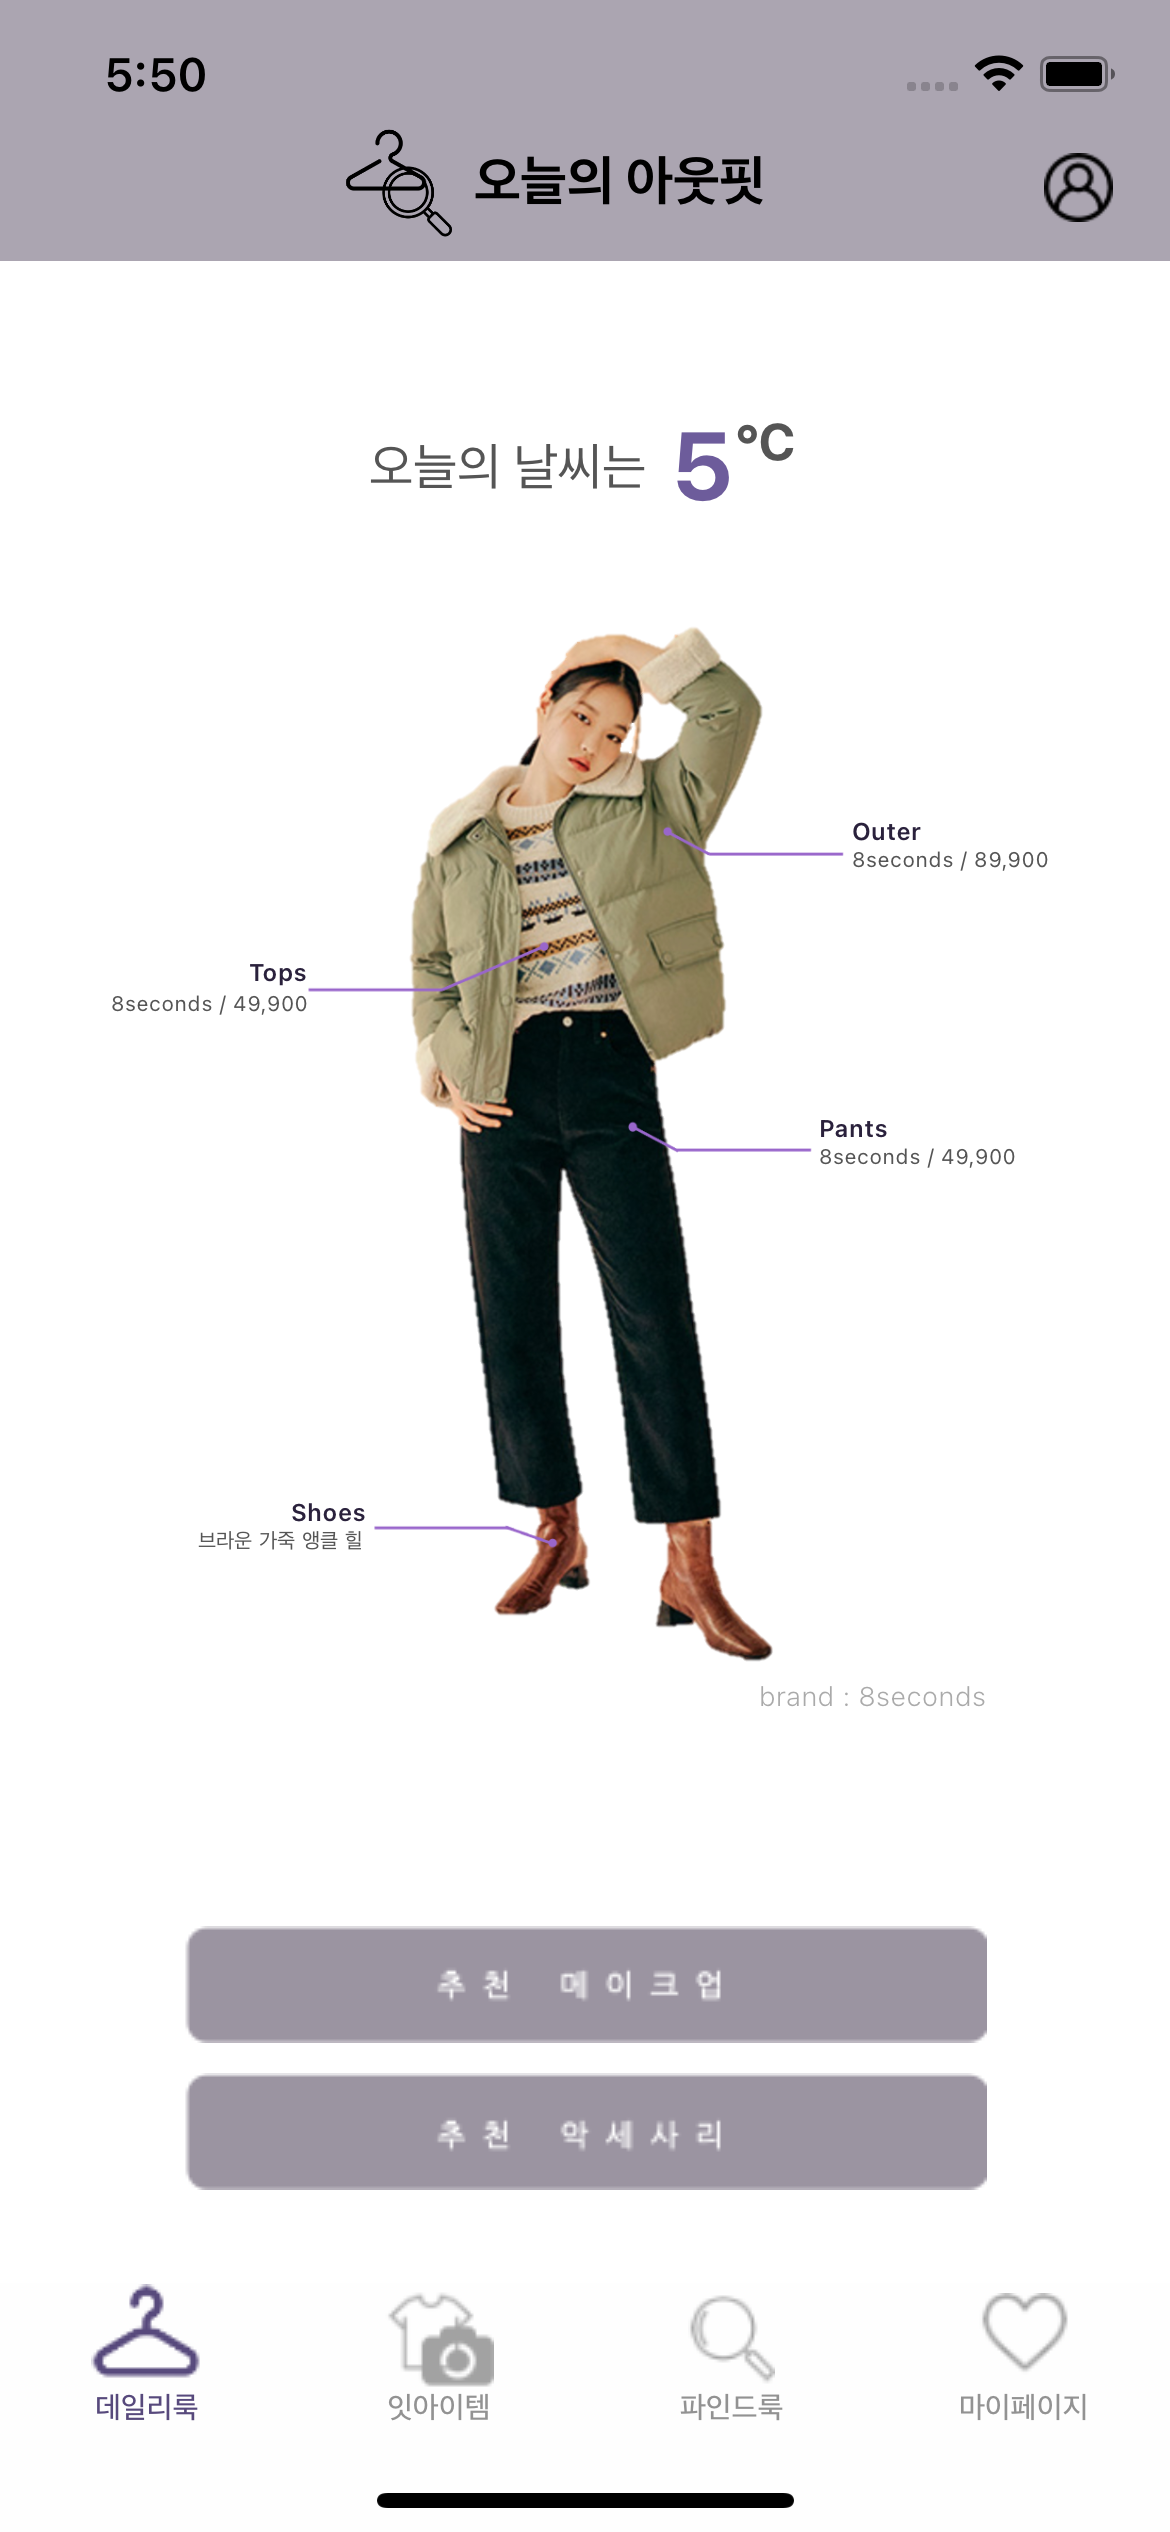 5:50
오늘의 아웃핏
오늘의 날씨는 5°C
Outer
8seconds / 89,900
Tops
8seconds / 49,900
Pants
8seconds / 49,900
Shoes
브라운 가죽 앵클 힐
brand : 8seconds
추천 메이크업
추천 악세사리
데일리룩
잇아이템
파인드룩
마이페이지